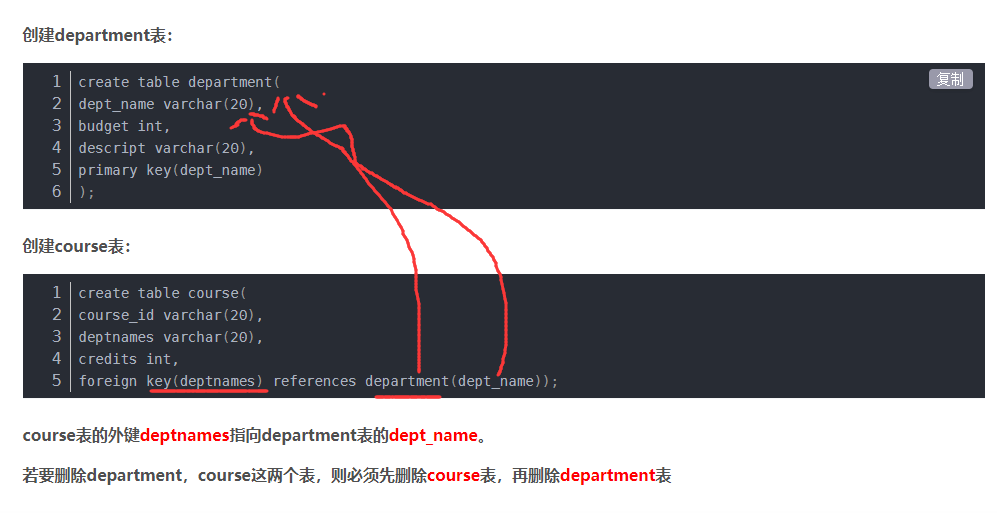 创建department表：
复制
1 create table department(
2 dept_name varchar(20),
3 budget int,
4 descript varchar(20),
5 primary key(dept_name)
6 );
创建course表：
1 create table course(
2 course_id varchar(20),
3 deptnames varchar(20),
4 credits int,
5 foreign key(deptnames) references department(dept_name));
course表的外键deptnames指向department表的dept_name。
若要删除department，course这两个表，则必须先删除course表，再删除department表